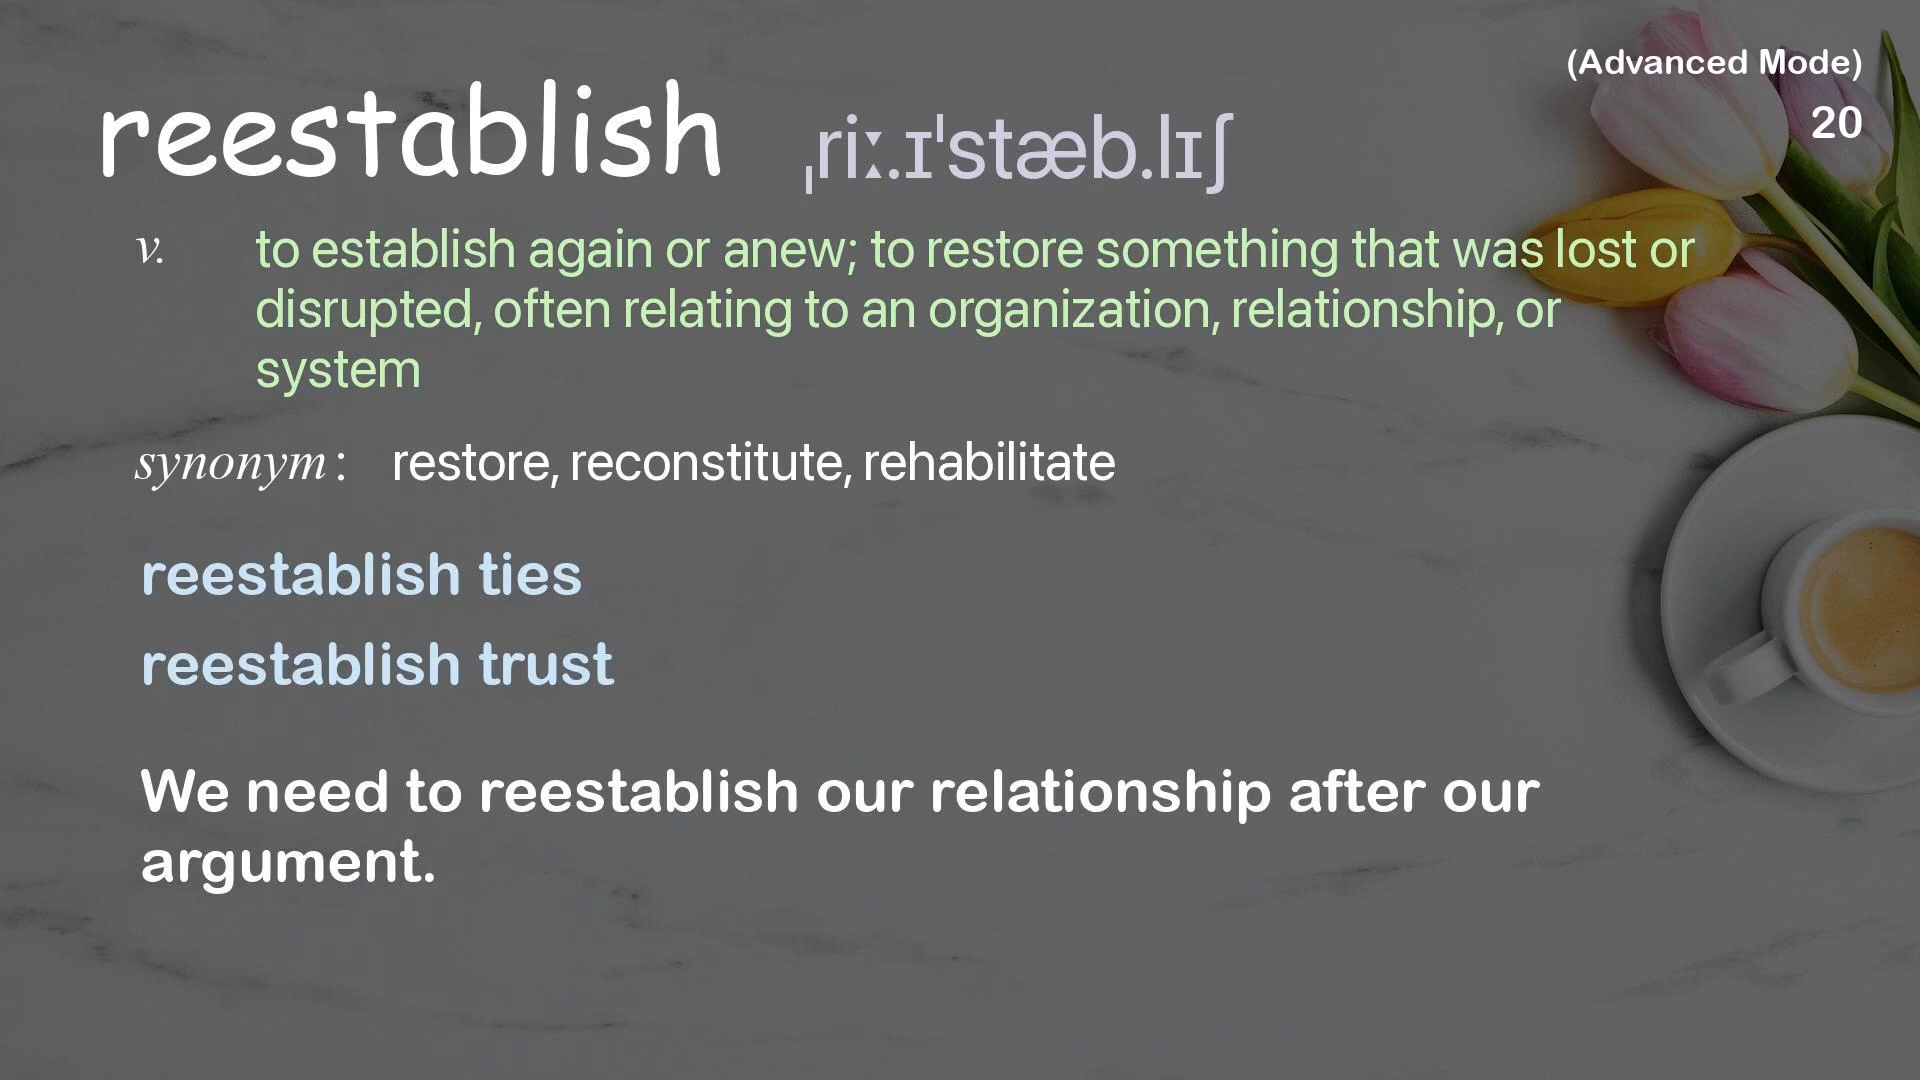 (Advanced Mode)
reestablish ˌriː.ɪˈstæb.lɪʃ
20
v. to establish again or anew; to restore something that was lost or
disrupted, often relating to an organization, relationship, or
system
synonym: restore, reconstitute, rehabilitate
reestablish ties
reestablish trust
We need to reestablish our relationship after our
argument.